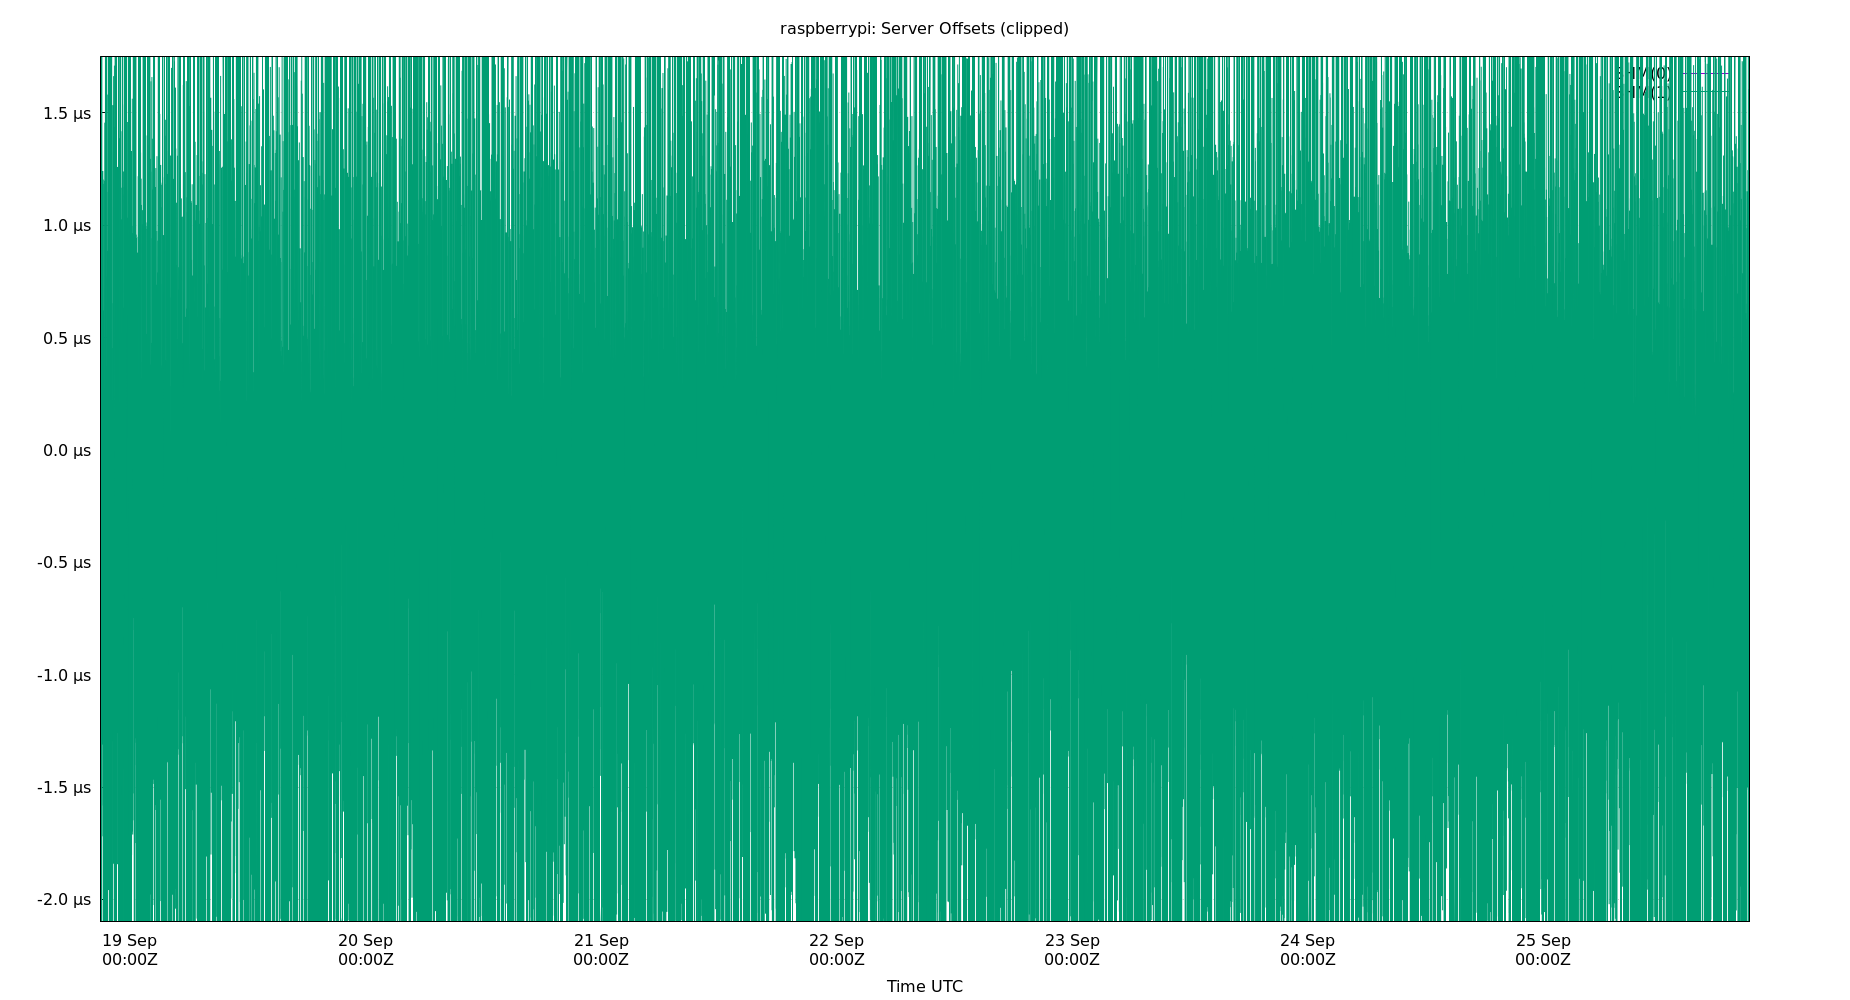 raspberrypi: Server Offsets (clipped)
1.5 µs
1.0 µs
0.5 µs
0.0 µs
-0.5 µs
-1.0 µs
-1.5 µs
-2.0 µs
19 Sep
00:00Z
20 Sep
00:00Z
21 Sep
00:00Z
22 Sep
00:00Z
23 Sep
00:00Z
24 Sep
00:00Z
25 Sep
00:00Z
Time UTC